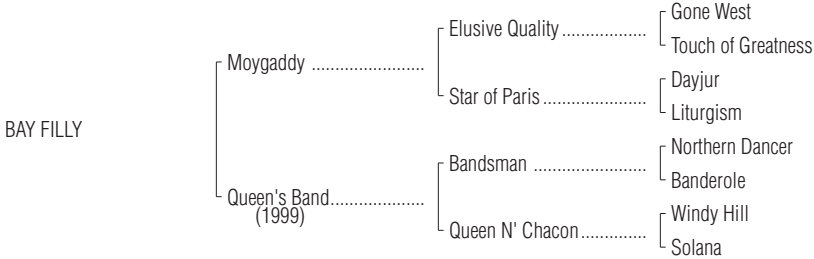 Gone West
Elusive Quality ..................
Touch of Greatness
Moygaddy ........................
Dayjur
Star of Paris ......................
Liturgism
BAY FILLY
Northern Dancer
Bandsman ........................
Banderole
Queen's Band....................
(1999)
Windy Hill
Queen N' Chacon..............
Solana